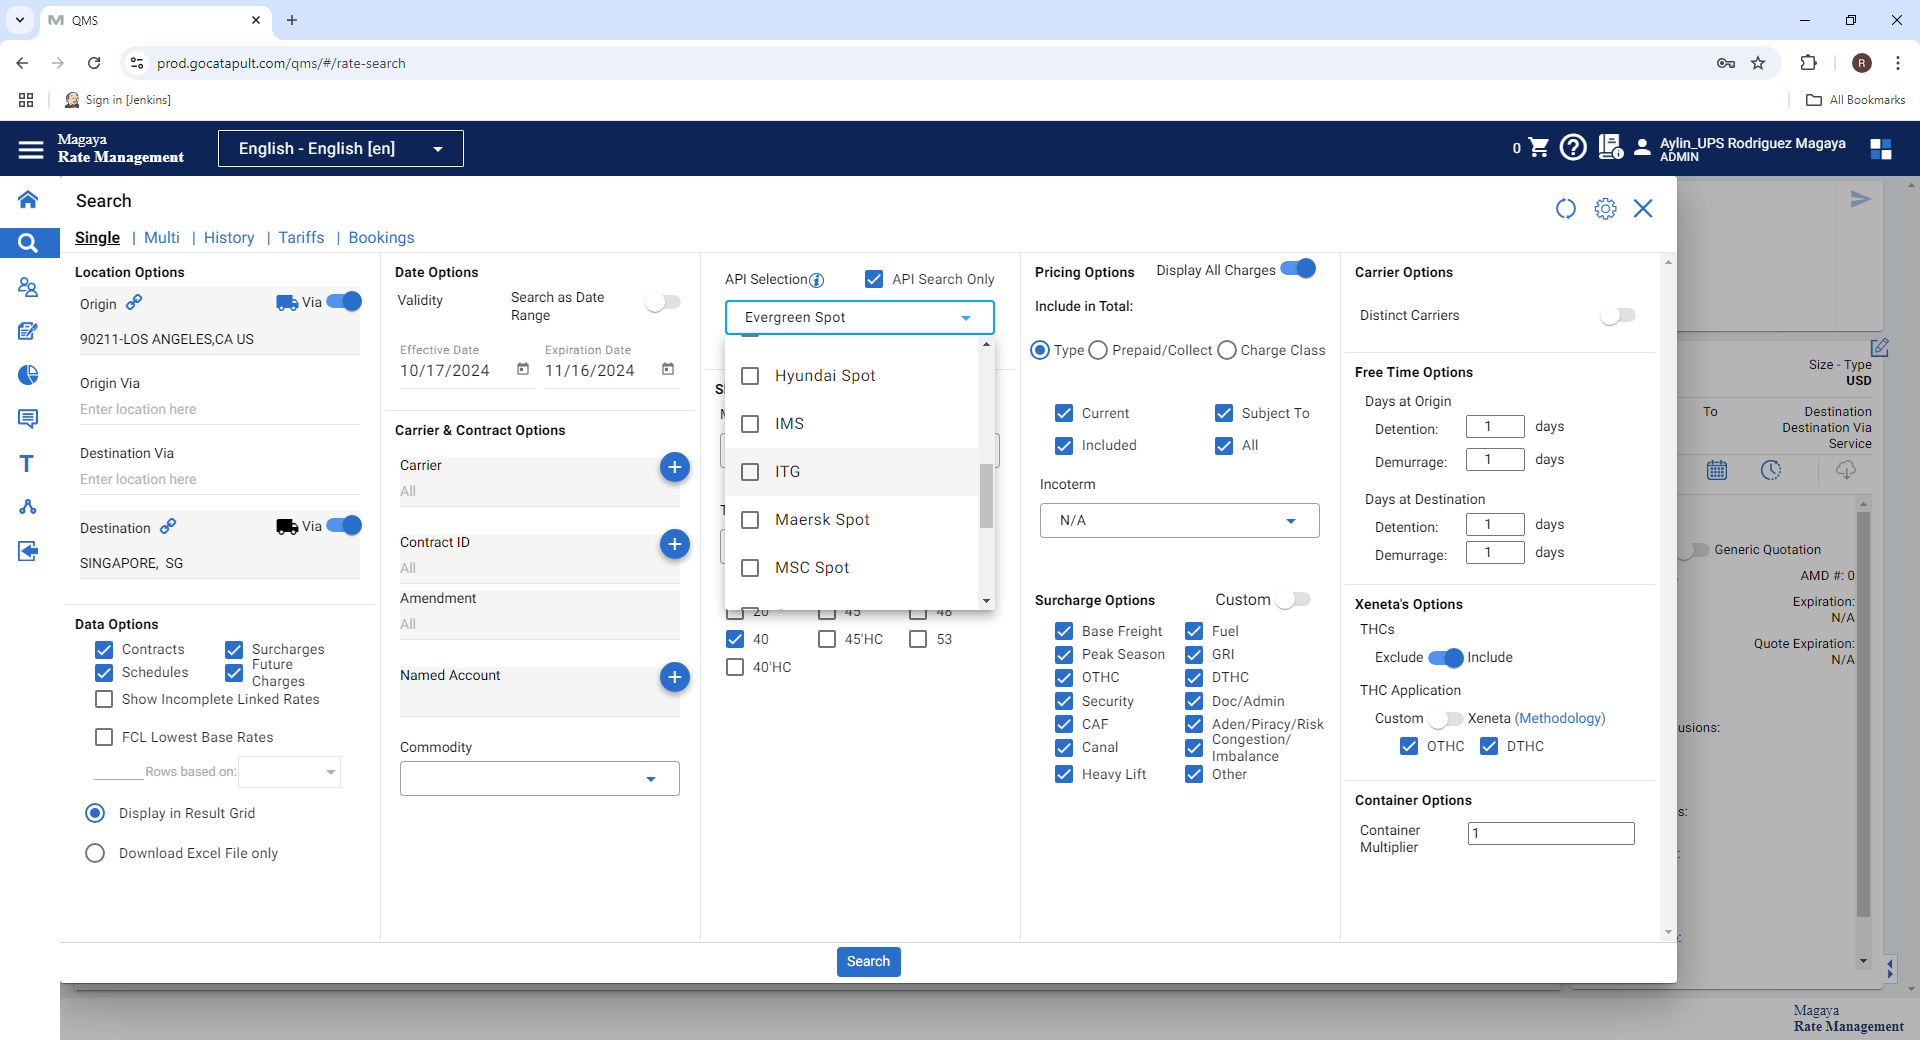 QMS
prod.gocatapult.com/qms/#/rate-search
Sign in [Jenkins]
All Bookmarks
R
Magaya
Rate Management
English - English [en]
0
Aylin_UPS Rodriguez Magaya
ADMIN
Search
Single | Multi | History | Tariffs | Bookings
Location Options
Origin
Via
90211-LOS ANGELES,CA US
Origin Via
Enter location here
Destination Via
Enter location here
Destination
Via
SINGAPORE, SG
Data Options
Contracts
Surcharges
Schedules
Future Charges
Show Incomplete Linked Rates
FCL Lowest Base Rates
Rows based on:
Display in Result Grid
Download Excel File only
Date Options
Validity
Search as Date Range
Effective Date
10/17/2024
Expiration Date
11/16/2024
Carrier & Contract Options
Carrier
All
Contract ID
All
Amendment
All
Named Account
Commodity
API Selection
API Search Only
Evergreen Spot
Hyundai Spot
IMS
ITG
Maersk Spot
MSC Spot
20
45
48
40
45'HC
53
40'HC
Search
Pricing Options
Display All Charges
Include in Total:
Type
Prepaid/Collect
Charge Class
Current
Subject To
Included
All
Incoterm
N/A
Surcharge Options
Custom
Base Freight
Fuel
Peak Season
GRI
OTHC
DTHC
Security
Doc/Admin
CAF
Aden/Piracy/Risk
Canal
Congestion/
Imbalance
Heavy Lift
Other
Carrier Options
Distinct Carriers
Free Time Options
Days at Origin
Detention: 1 days
Demurrage: 1 days
Days at Destination
Detention: 1 days
Demurrage: 1 days
Xeneta's Options
THCs
Exclude
Include
THC Application
Custom
Xeneta (Methodology)
OTHC
DTHC
Container Options
Container Multiplier
1
Size - Type
USD
To
Destination
Destination Via
Service
Generic Quotation
AMD #: 0
Expiration:
N/A
Quote Expiration:
N/A
usions:
s:
Magaya
Rate Management